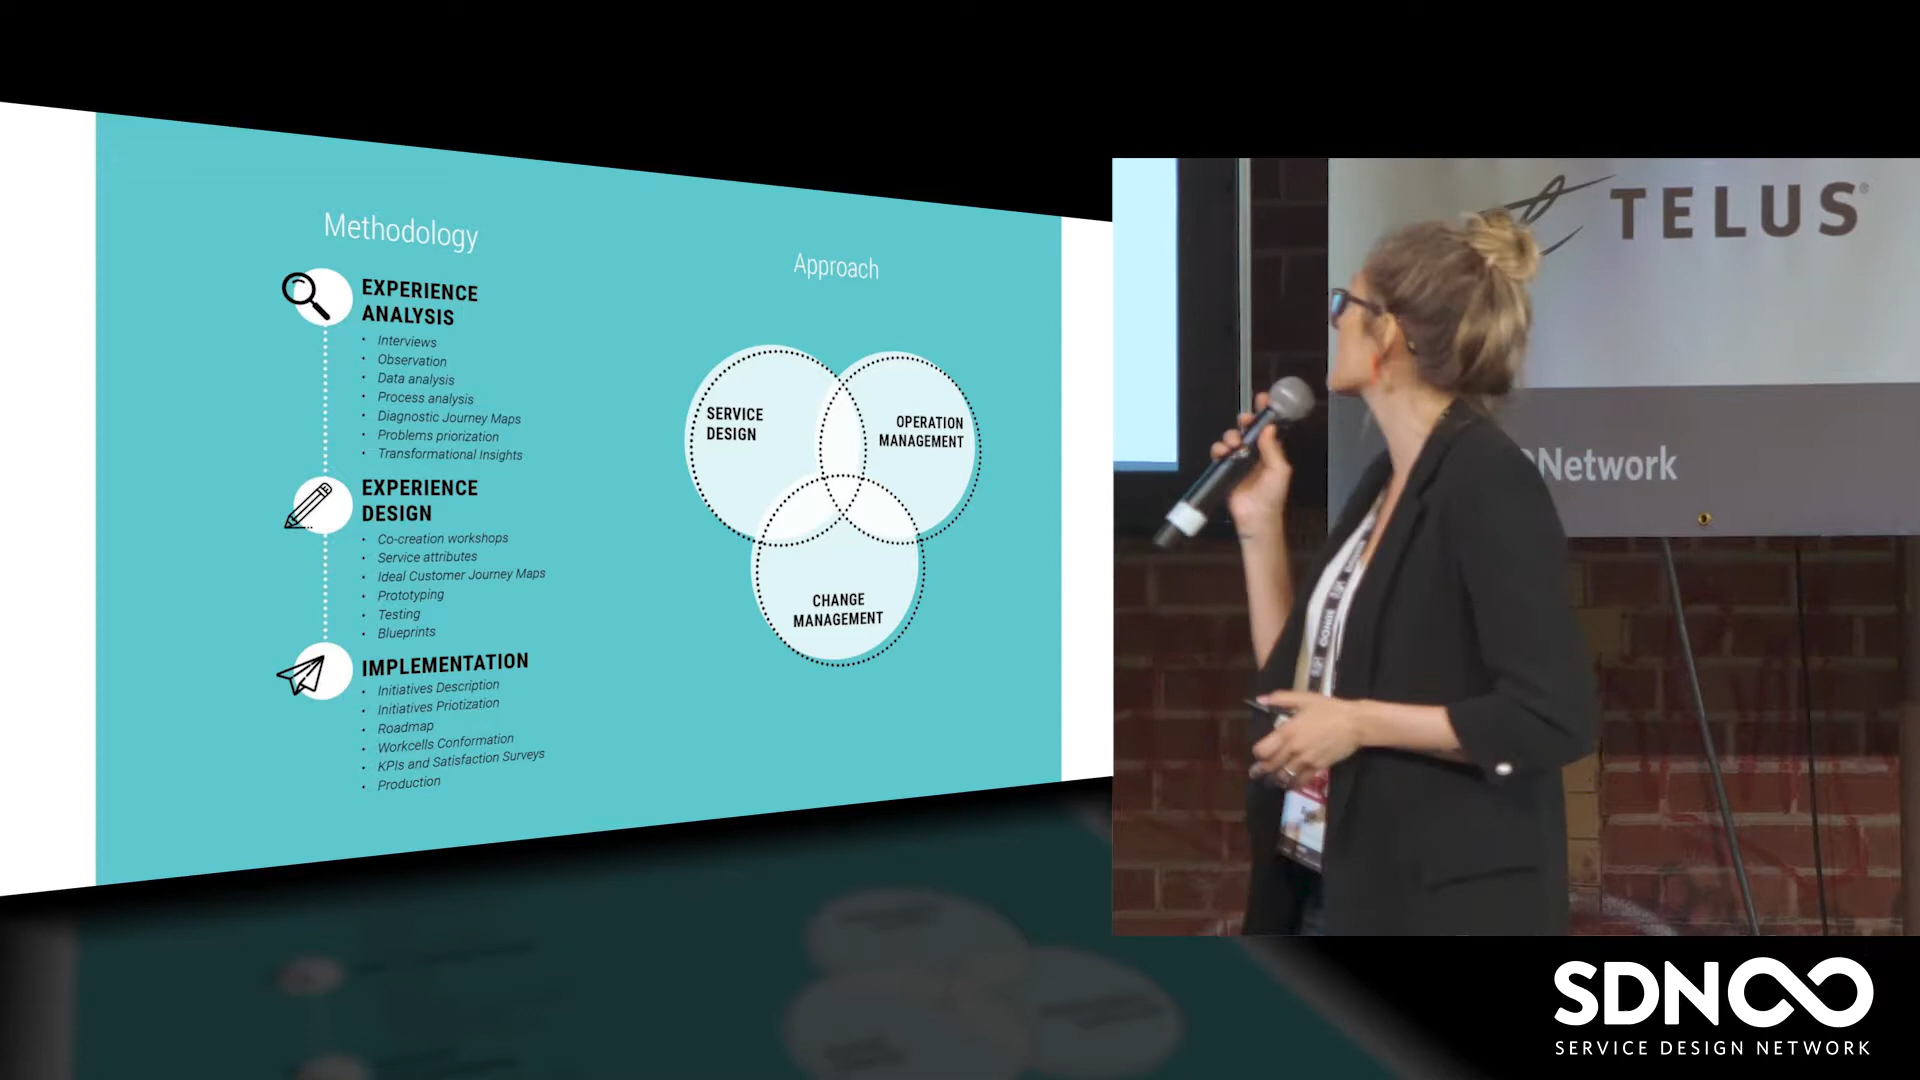 Methodology
EXPERIENCE
ANALYSIS
• Interviews
• Observation
• Data analysis
• Process analysis
• Diagnostic Journey Maps
• Problems priorization
• Transformational Insights
EXPERIENCE
DESIGN
• Co-creation workshops
• Service attributes
• Ideal Customer Journey Maps
• Prototyping
• Testing
• Blueprints
IMPLEMENTATION
• Initiatives Description
• Initiatives Priotization
• Roadmap
• Workcells Conformation
• KPIs and Satisfaction Surveys
• Production
Approach
SERVICE
DESIGN
OPERATION
MANAGEMENT
CHANGE
MANAGEMENT
TELUS®
Network
SDN
SERVICE DESIGN NETWORK